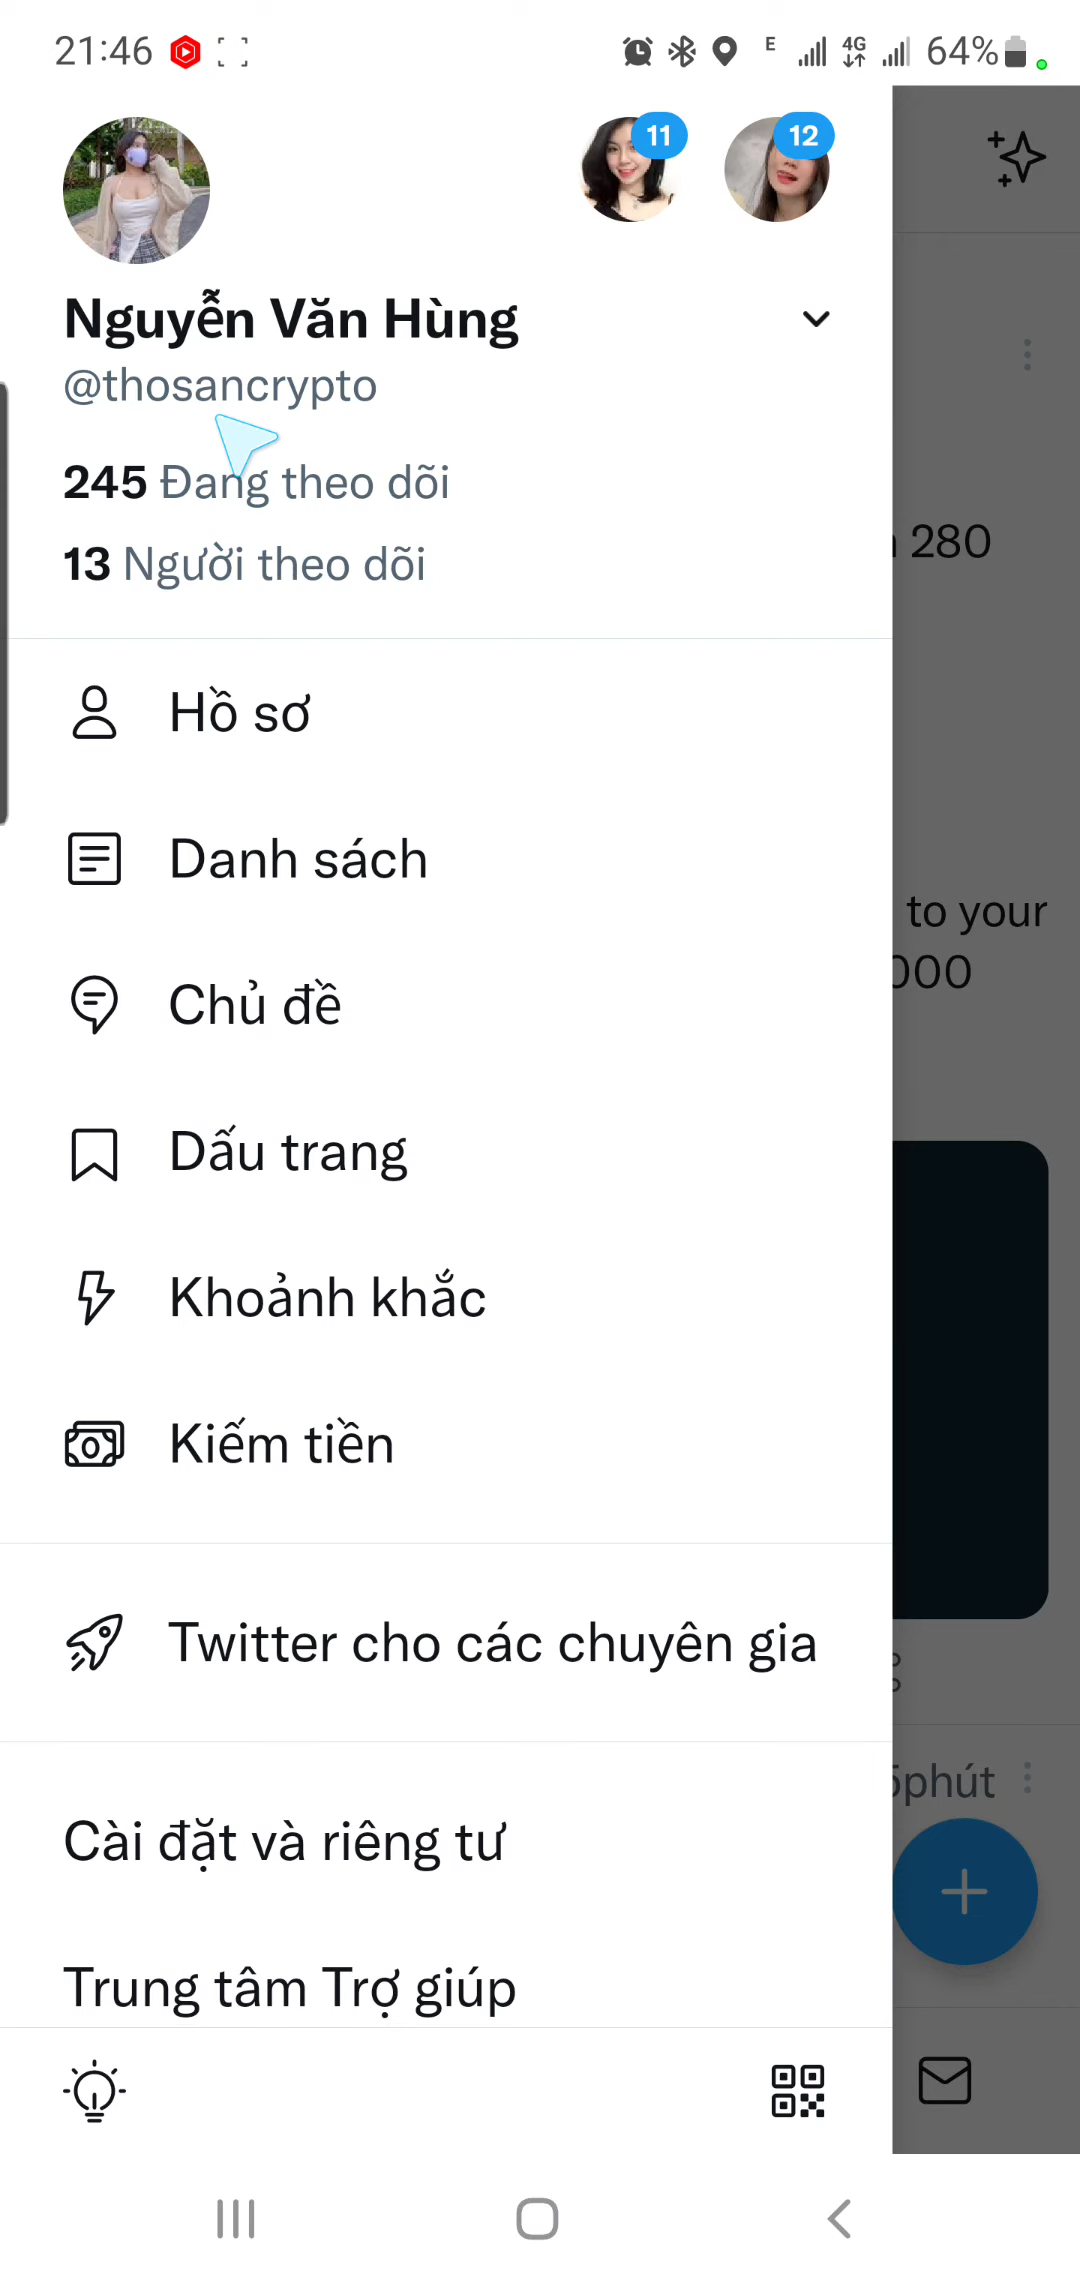 21:46
E
4G
64%
11
12
Nguyễn Văn Hùng
@thosancrypto
245 Đang theo dõi
13 Người theo dõi
280
Hồ sơ
Danh sách
to your
000
Chủ đề
Dấu trang
Khoảnh khắc
Kiếm tiền
Twitter cho các chuyên gia
5phút
Cài đặt và riêng tư
Trung tâm Trợ giúp